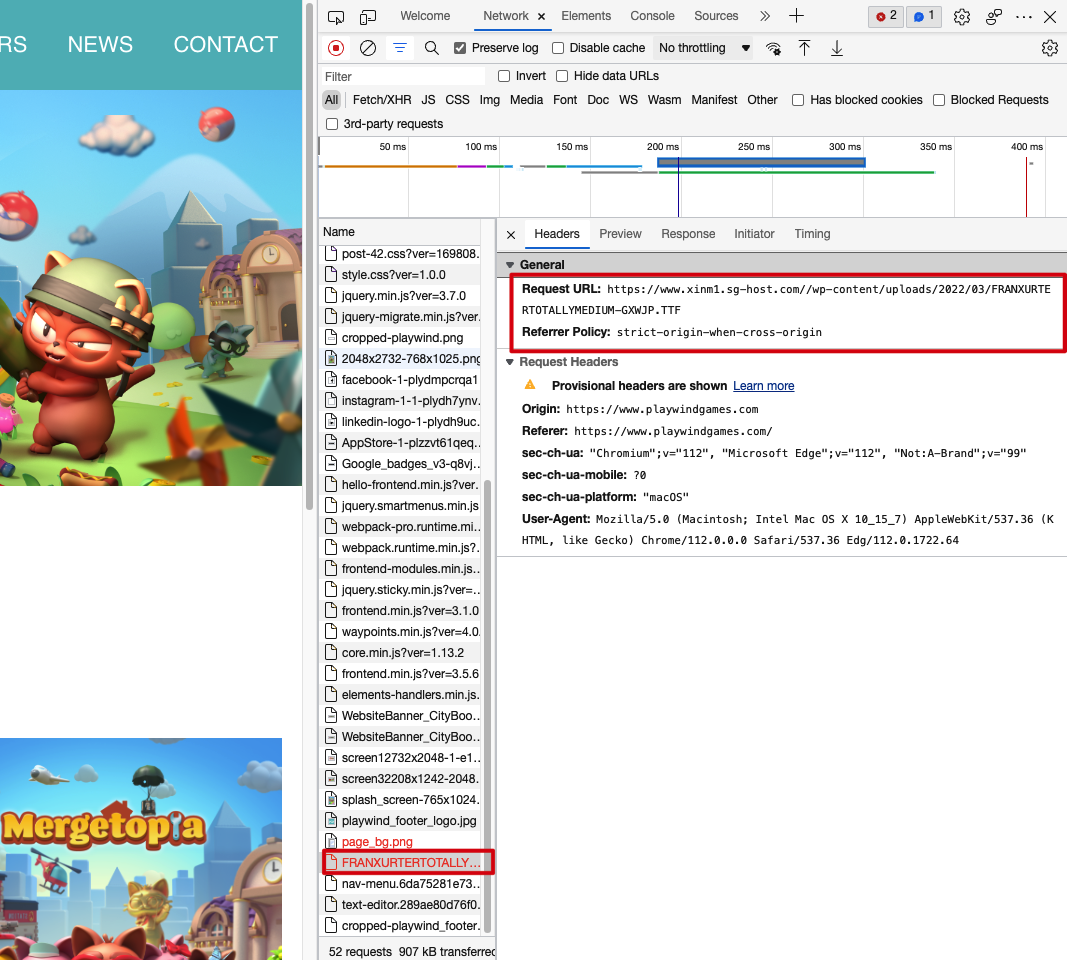 RS NEWS CONTACT
Mergetopia
Welcome Network Elements Console Sources 2 1
Preserve log Disable cache No throttling
Filter Invert Hide data URLs
All Fetch/XHR JS CSS Img Media Font Doc WS Wasm Manifest Other Has blocked cookies Blocked Requests
3rd-party requests
50 ms 100 ms 150 ms 200 ms 250 ms 300 ms 350 ms 400 ms
Name
post-42.css?ver=169808.
style.css?ver=1.0.0
jquery.min.js?ver=3.7.0
jquery-migrate.min.js?ver.
cropped-playwind.png
2048x2732-768x1025.png
facebook-1-plydmpcrqa1
instagram-1-1-plydh7ynv.
linkedin-logo-1-plydh9uc.
AppStore-1-plzzvt61qeq..
Google_badges_v3-q8vj..
hello-frontend.min.js?ver.
jquery.smartmenus.min.js
webpack-pro.runtime.mi..
webpack.runtime.min.js?.
frontend-modules.min.js..
jquery.sticky.min.js?ver=..
frontend.min.js?ver=3.1.0
waypoints.min.js?ver=4.0.
core.min.js?ver=1.13.2
frontend.min.js?ver=3.5.6
elements-handlers.min.js.
WebsiteBanner_CityBoo..
WebsiteBanner_CityBoo..
screen12732x2048-1-e1..
screen32208x1242-2048.
splash_screen-765x1024.
playwind_footer_logo.jpg
page_bg.png
FRANXURTERTOTALLY...
nav-menu.6da75281e73..
text-editor.289ae80d76f0.
cropped-playwind_footer.
52 requests 907 kB transferred
Headers Preview Response Initiator Timing
General
Request URL: https://www.xinm1.sg-host.com//wp-content/uploads/2022/03/FRANXURTE
RTOTALLYMEDIUM-GXWJP.TTF
Referrer Policy: strict-origin-when-cross-origin
Request Headers
Provisional headers are shown Learn more
Origin: https://www.playwindgames.com
Referer: https://www.playwindgames.com/
sec-ch-ua: "Chromium";v="112", "Microsoft Edge";v="112", "Not:A-Brand";v="99"
sec-ch-ua-mobile: ?0
sec-ch-ua-platform: "macOS"
User-Agent: Mozilla/5.0 (Macintosh; Intel Mac OS X 10_15_7) AppleWebKit/537.36 (K
HTML, like Gecko) Chrome/112.0.0.0 Safari/537.36 Edg/112.0.1722.64